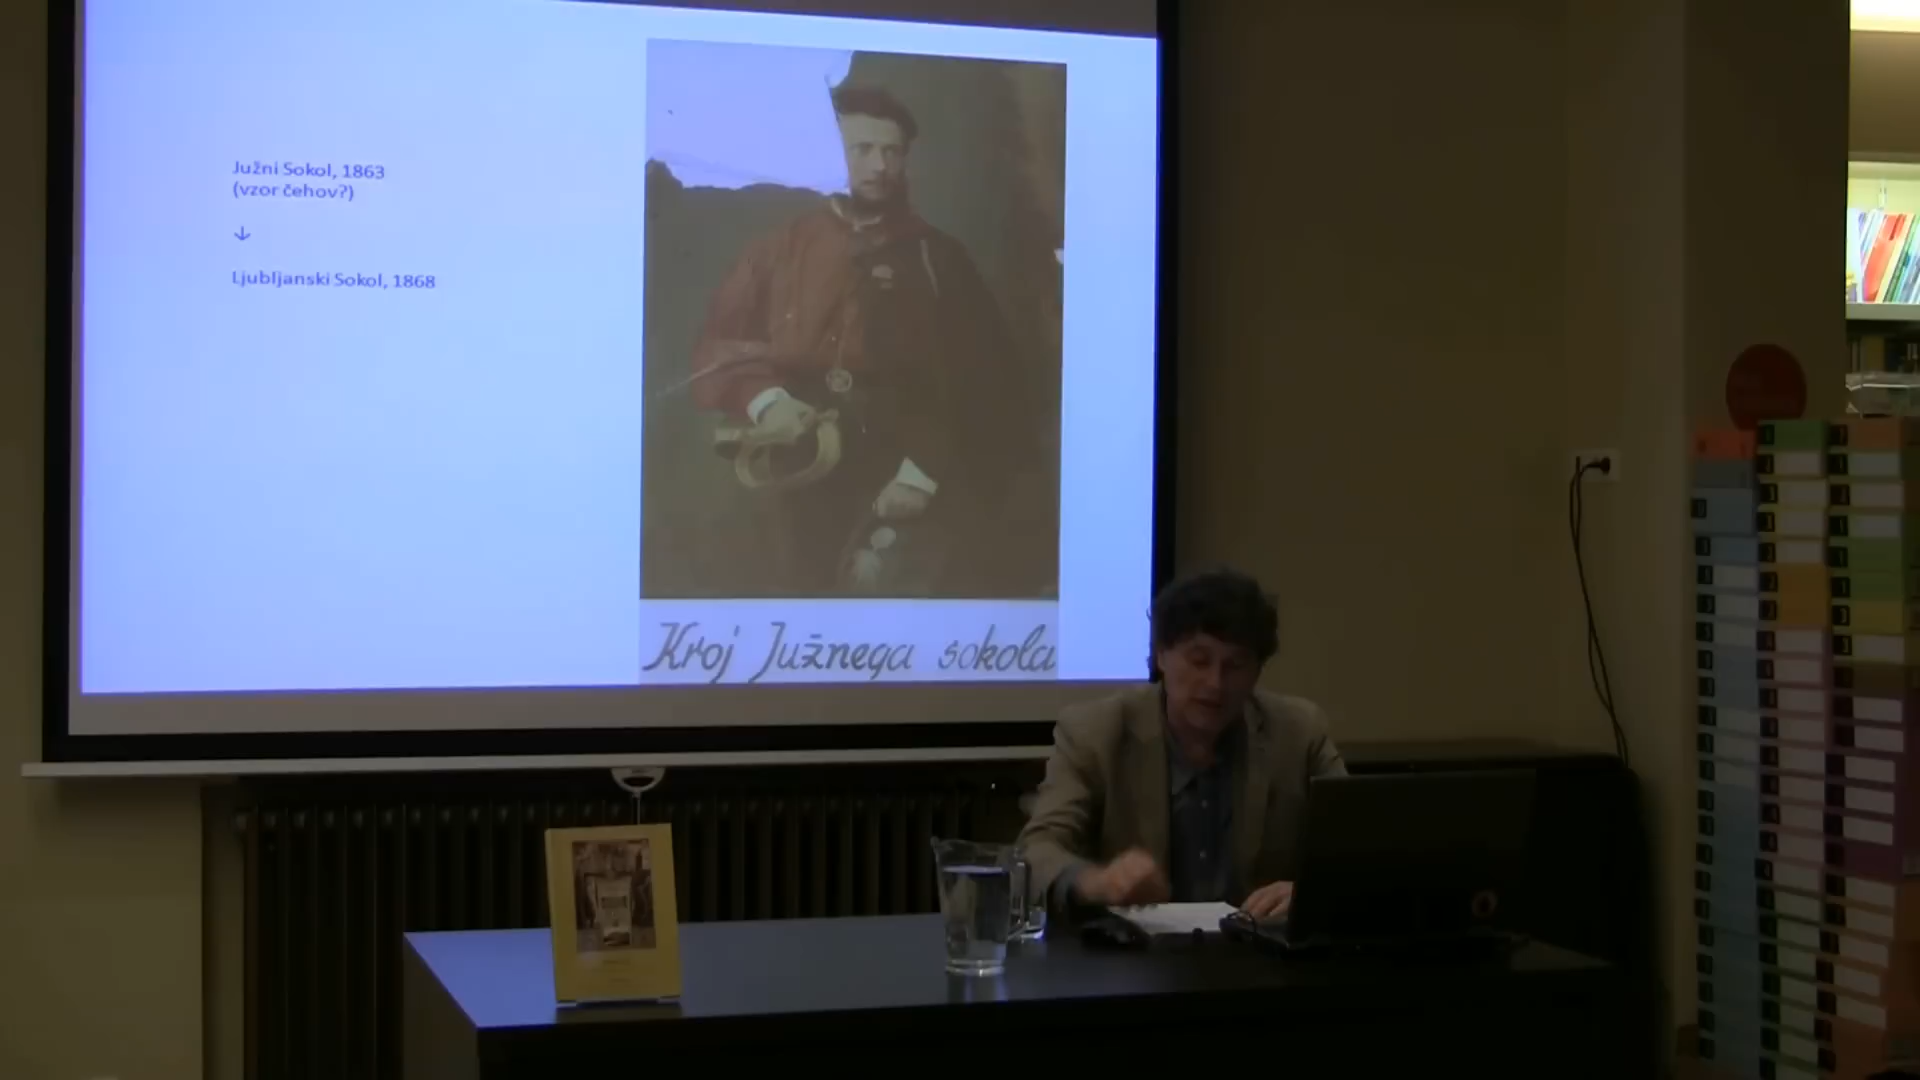 Južni Sokol, 1863
(vzor čehov?)
↓
Ljubljanski Sokol, 1868
Kroj Južnega sokola